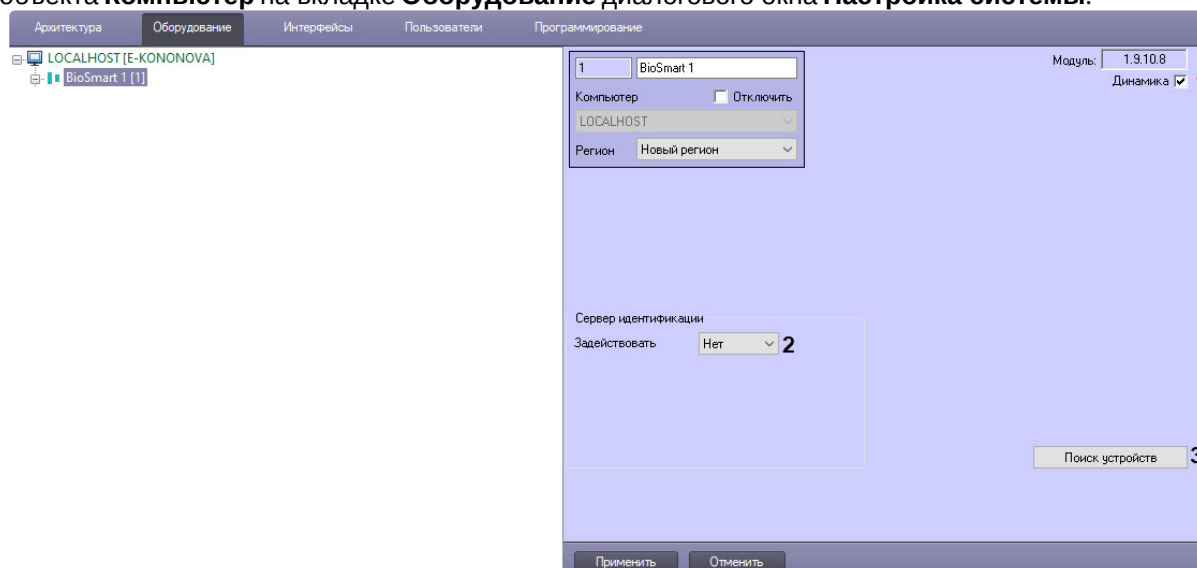 объекта Компьютер на вкладке Оборудование диалогового окна Настройка системы.
Архитектура Оборудование Интерфейсы Пользователи Программирование
LOCALHOST [E-KONONOVA]
BioSmart 1 [1]
1 BioSmart 1
Модуль: 1.9.10.8
Динамика
Компьютер Отключить
LOCALHOST
Регион Новый регион
Сервер идентификации
Задействовать Нет 2
Поиск устройств 3
Применить Отменить